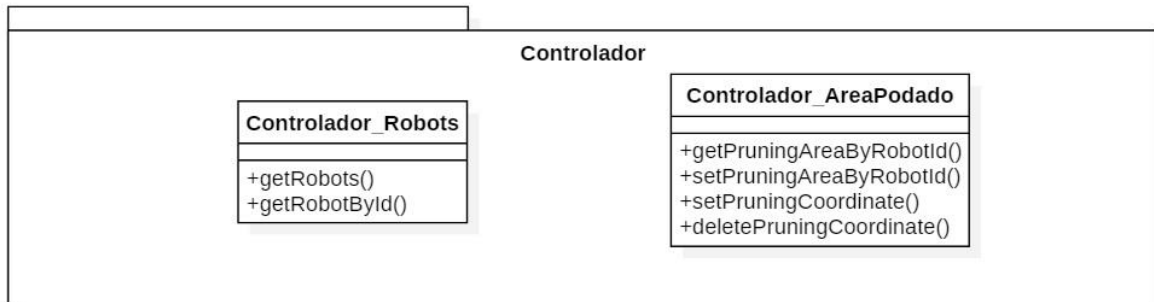 Controlador
Controlador_Robots
+getRobots()
+getRobotById()
Controlador_AreaPodado
+getPruningAreaByRobotId()
+setPruningAreaByRobotId()
+setPruningCoordinate()
+deletePruningCoordinate()